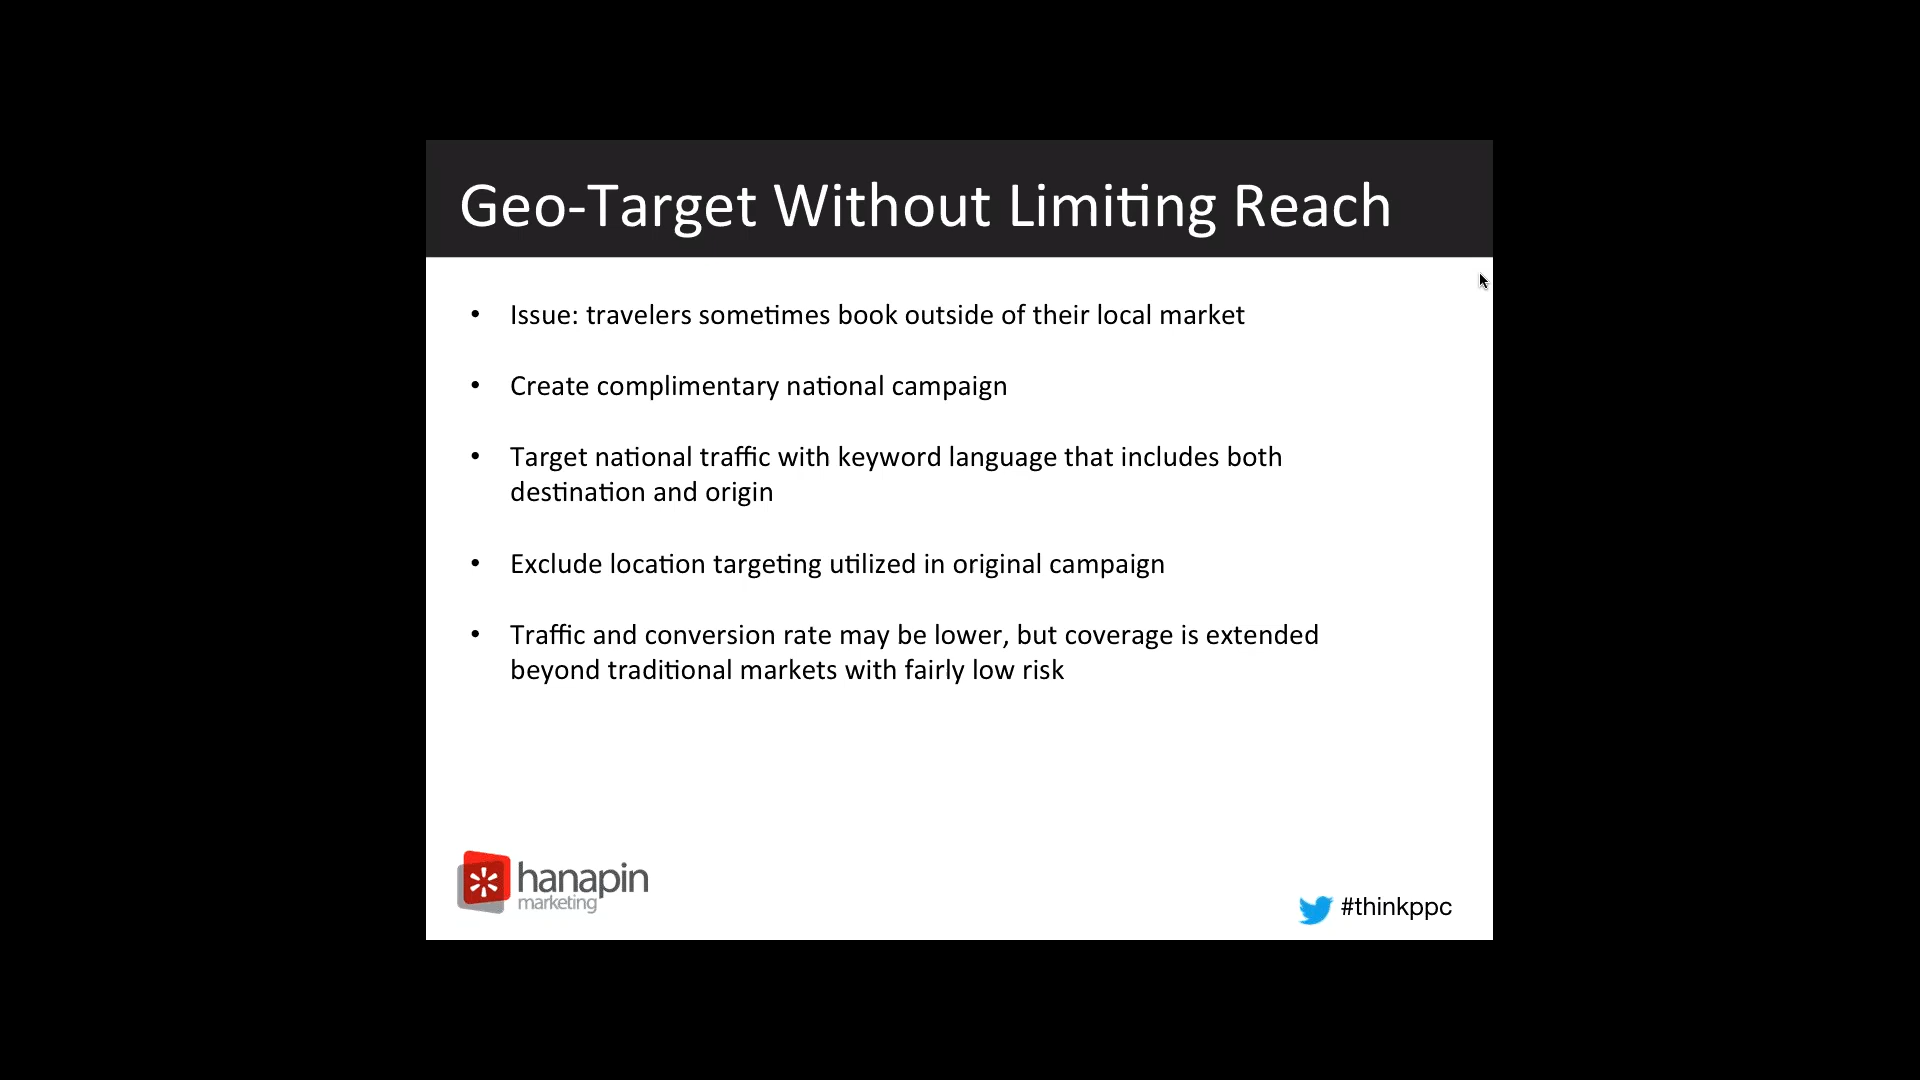 Geo-Target Without Limiting Reach
• Issue: travelers sometimes book outside of their local market
• Create complimentary national campaign
• Target national traffic with keyword language that includes both
destination and origin
• Exclude location targeting utilized in original campaign
• Traffic and conversion rate may be lower, but coverage is extended
beyond traditional markets with fairly low risk
hanapin
marketing
#thinkppc